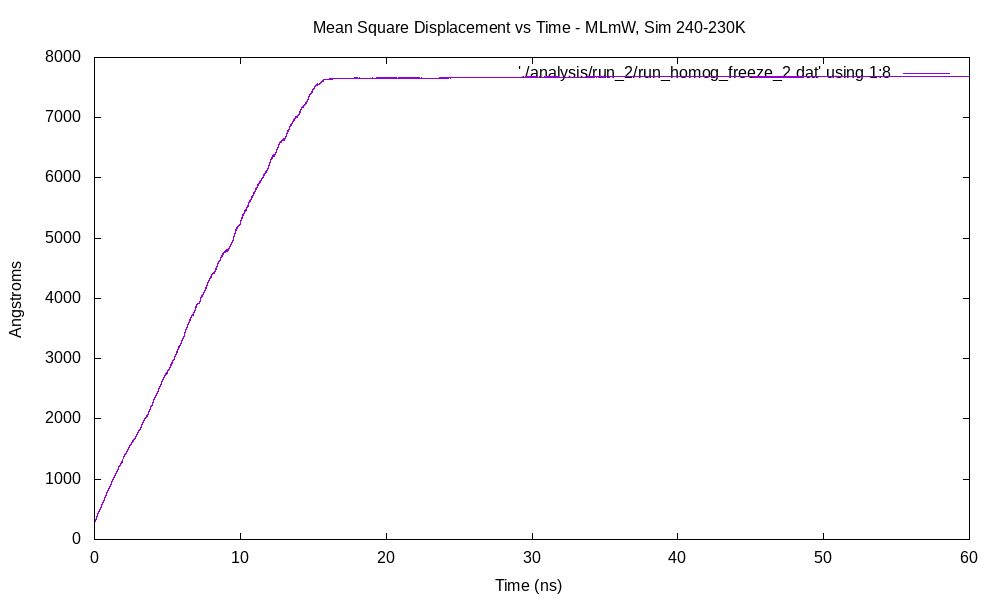 Mean Square Displacement vs Time - MLmW, Sim 240-230K
8000
7000
6000
5000
4000
3000
2000
1000
0
Angstroms
'./analysis/run_2/run_homog_freeze_2.dat' using 1:8
0 10 20 30 40 50 60
Time (ns)